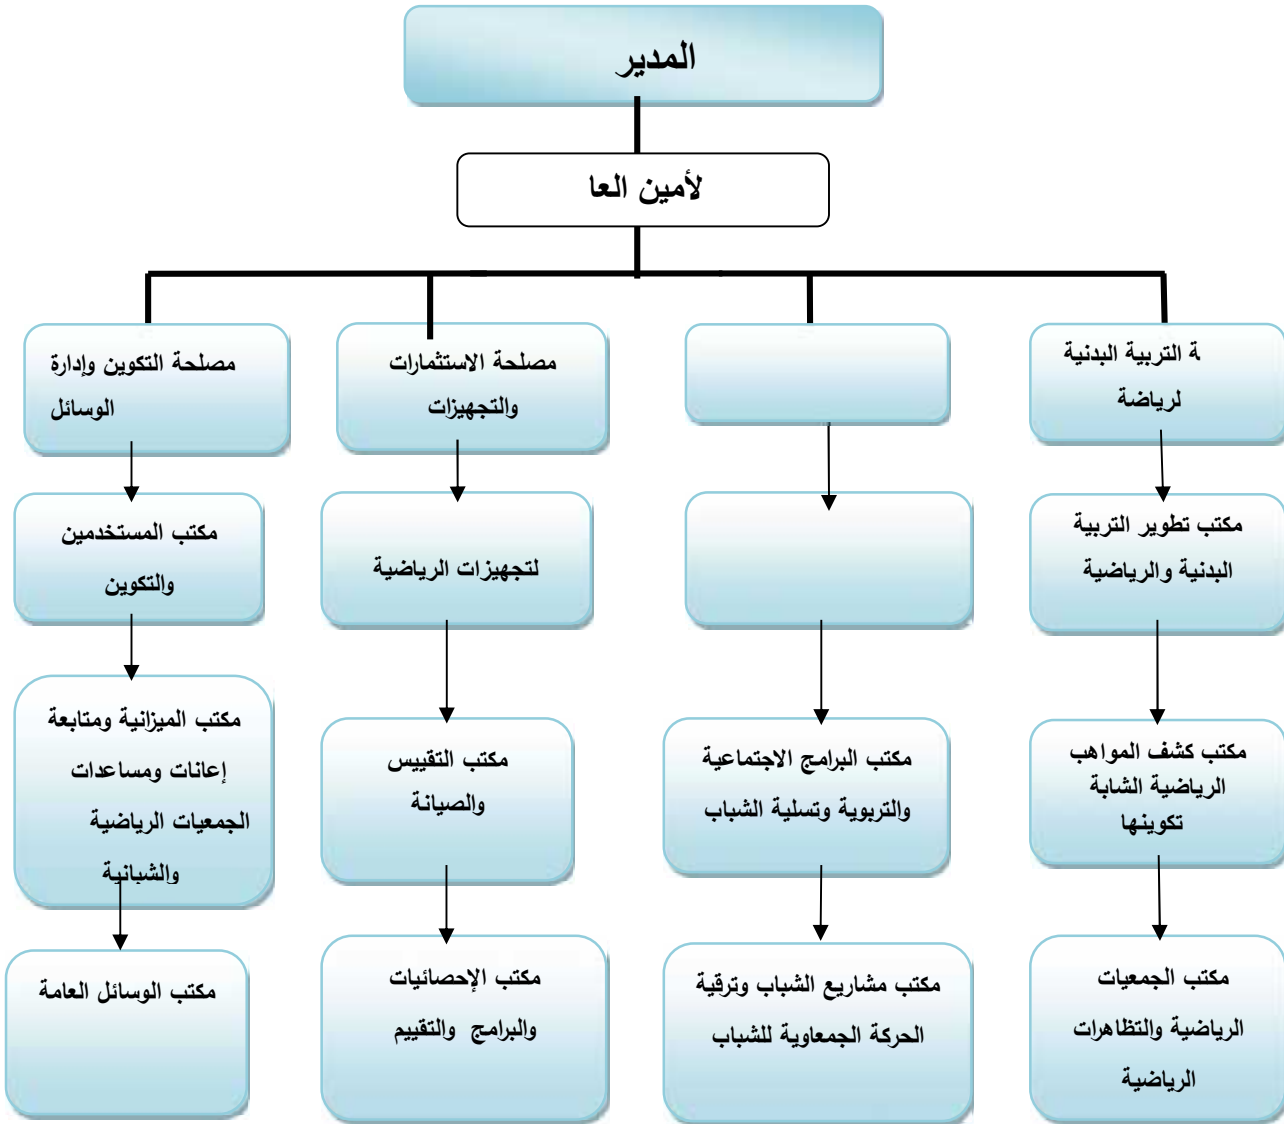 المدير
لأمين العا
ة التربية البدنية
لرياضة
مصلحة الاستثمارات
والتجهيزات
مصلحة التكوين وإدارة
الوسائل
مكتب تطوير التربية
البدنية والرياضية
لتجهيزات الرياضية
مكتب المستخدمين
والتكوين
مكتب كشف المواهب
الرياضية الشابة
تكوينها
مكتب البرامج الاجتماعية
والتربوية وتسلية الشباب
مكتب التقييس
والصيانة
مكتب الميزانية ومتابعة
إعانات ومساعدات
الجمعيات الرياضية
والشبانية
مكتب الجمعيات
الرياضية والتظاهرات
الرياضية
مكتب مشاريع الشباب وترقية
الحركة الجمعاوية للشباب
مكتب الإحصائيات
والبرامج والتقييم
مكتب الوسائل العامة